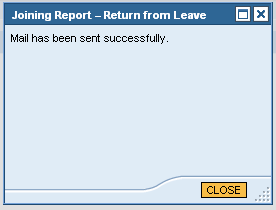 Joining Report – Return from Leave
Mail has been sent successfully.
CLOSE